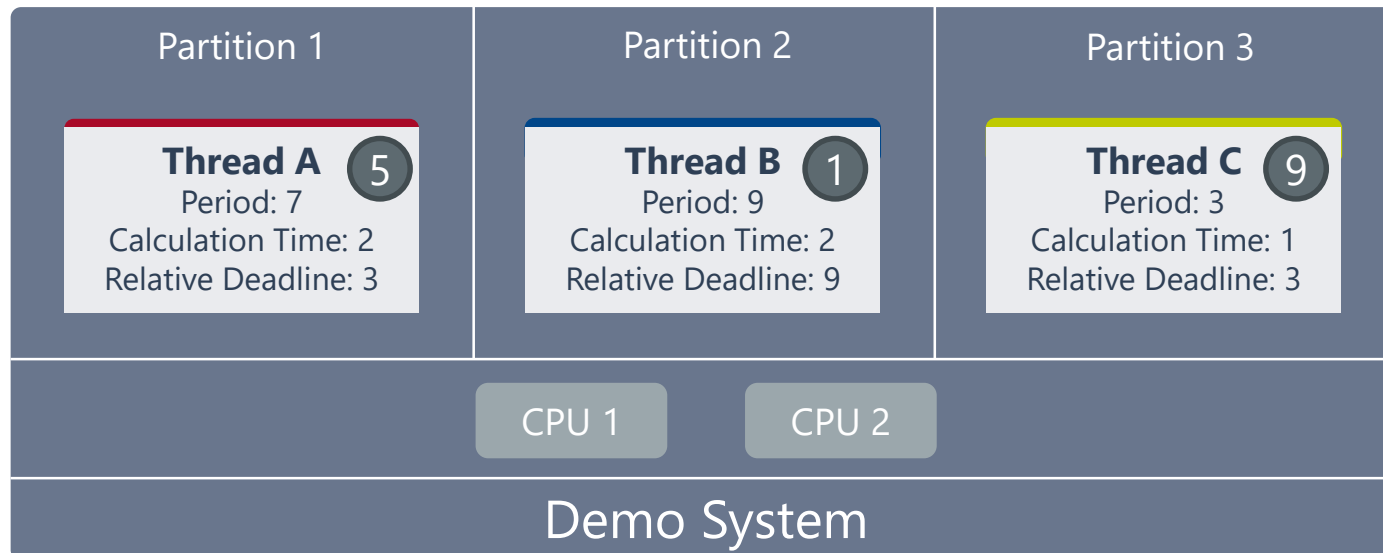 Partition 1
Thread A
5
Period: 7
Calculation Time: 2
Relative Deadline: 3
Partition 2
Thread B
1
Period: 9
Calculation Time: 2
Relative Deadline: 9
Partition 3
Thread C
9
Period: 3
Calculation Time: 1
Relative Deadline: 3
CPU 1
CPU 2
Demo System